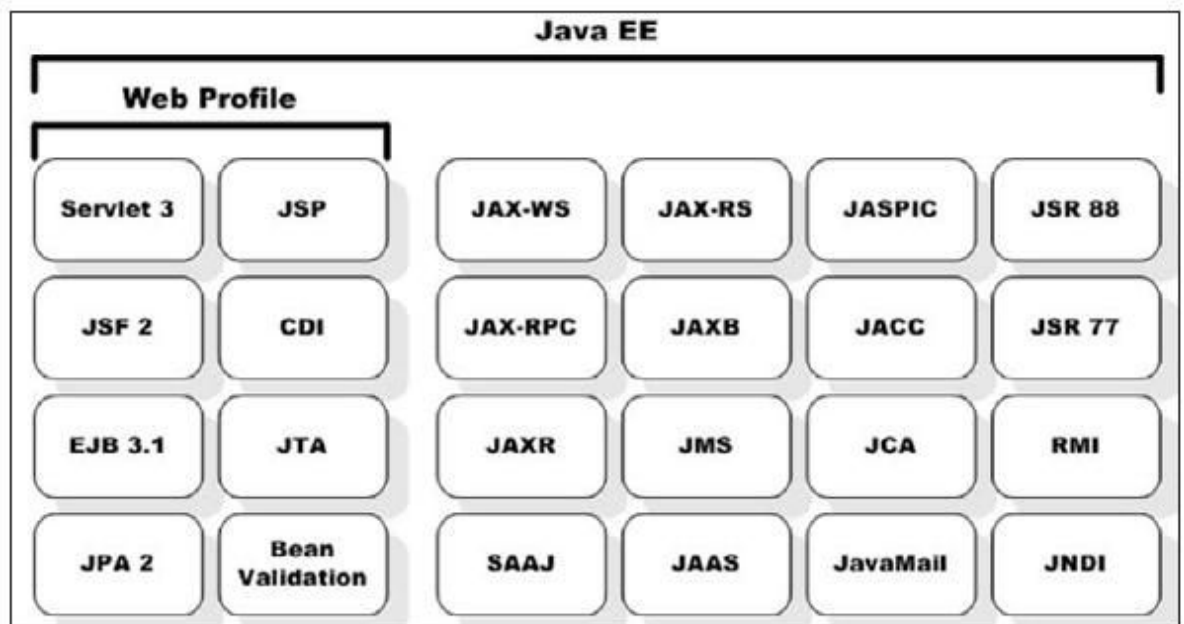 Java EE
Web Profile
Servlet 3
JSP
JAX-WS
JAX-RS
JASPIC
JSR 88
JSF 2
CDI
JAX-RPC
JAXB
JACC
JSR 77
EJB 3.1
JTA
JAXR
JMS
JCA
RMI
JPA 2
Bean
Validation
SAAJ
JAAS
JavaMail
JNDI